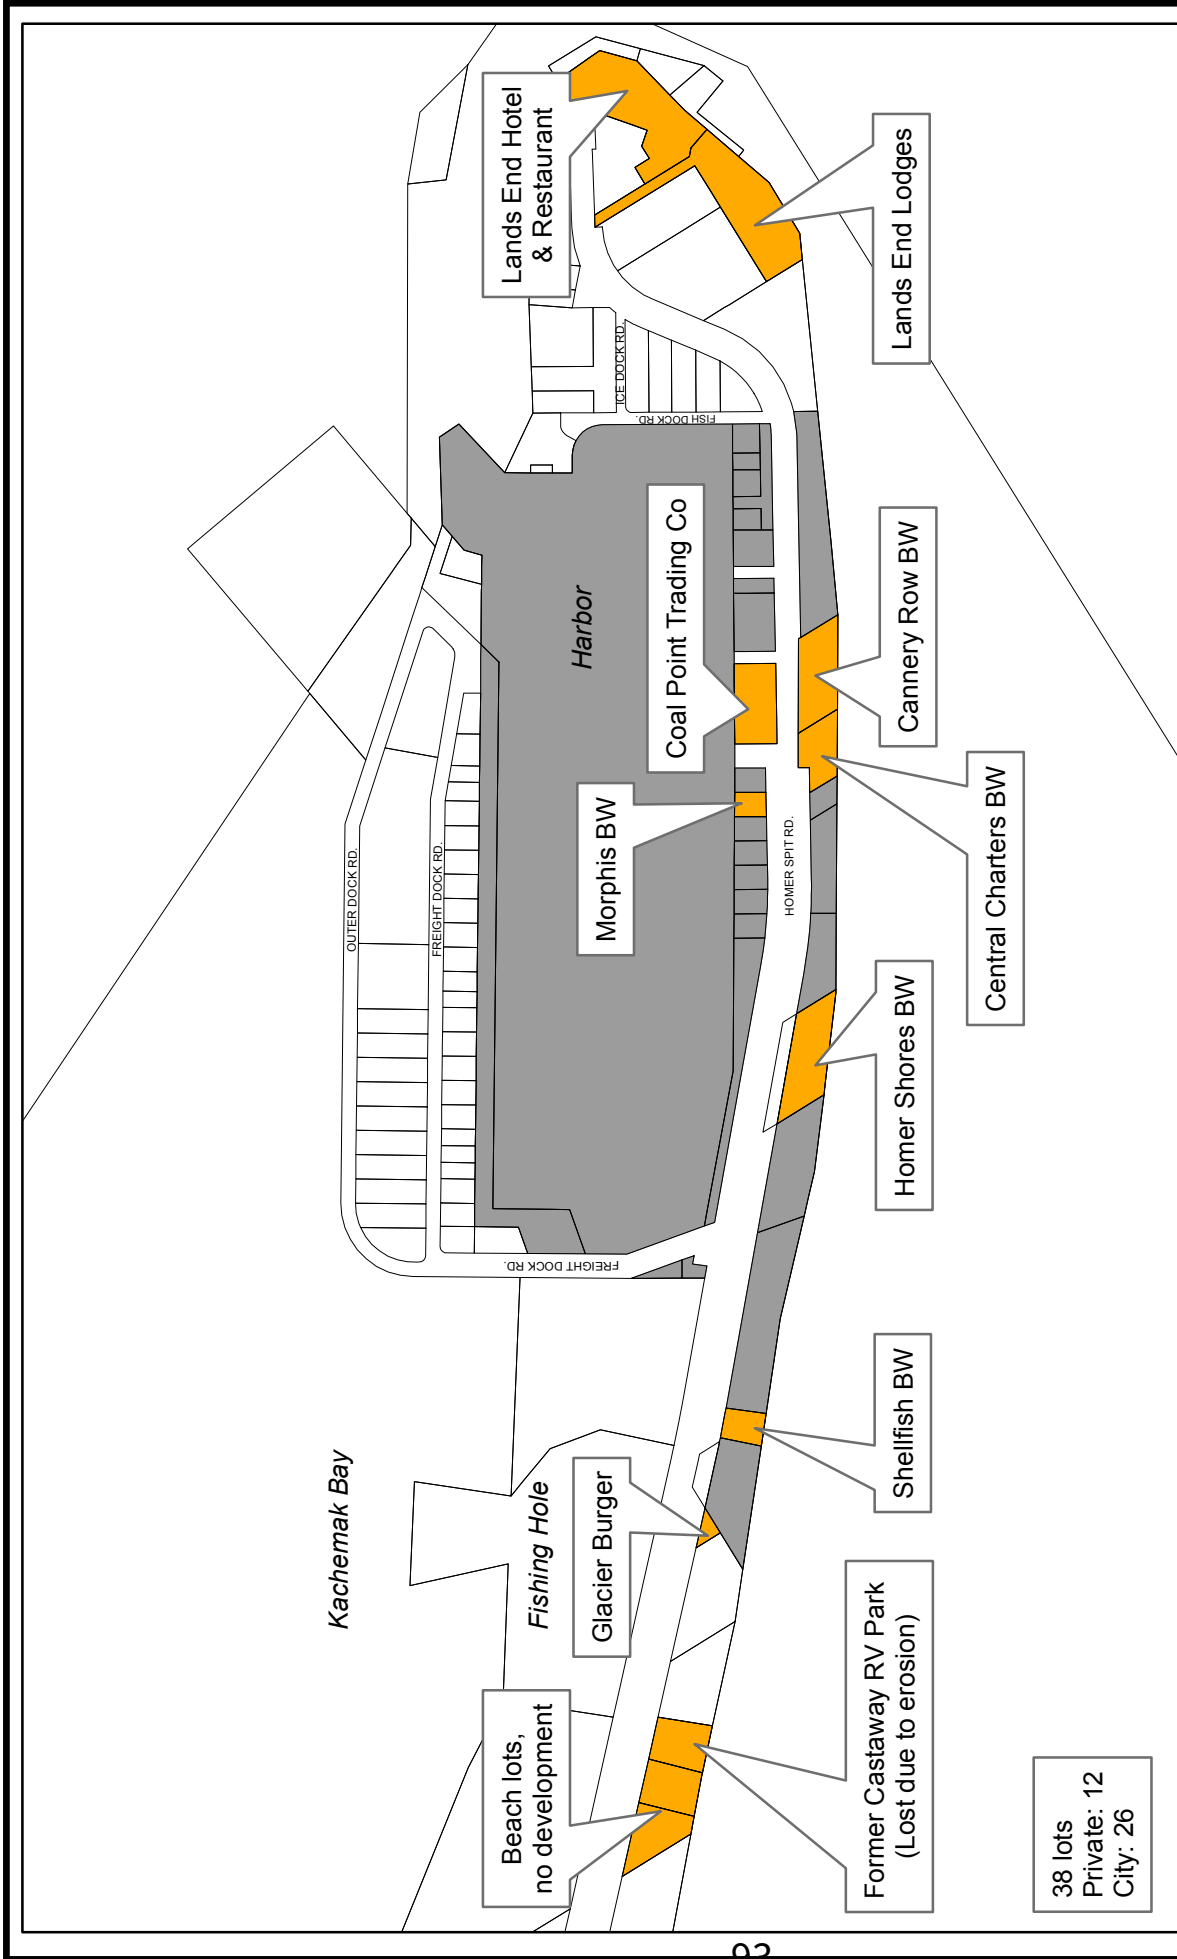 Kachemak Bay
Fishing Hole
Harbor
Beach lots,
no development
Glacier Burger
Former Castaway RV Park
(Lost due to erosion)
Shellfish BW
Homer Shores BW
Morphis BW
Coal Point Trading Co
Central Charters BW
Cannery Row BW
Lands End Hotel
& Restaurant
Lands End Lodges
OUTER DOCK RD.
FREIGHT DOCK RD.
FREIGHT DOCK RD.
HOMER SPIT RD.
ICE DOCK RD.
FISH DOCK RD.
38 lots
Private: 12
City: 26